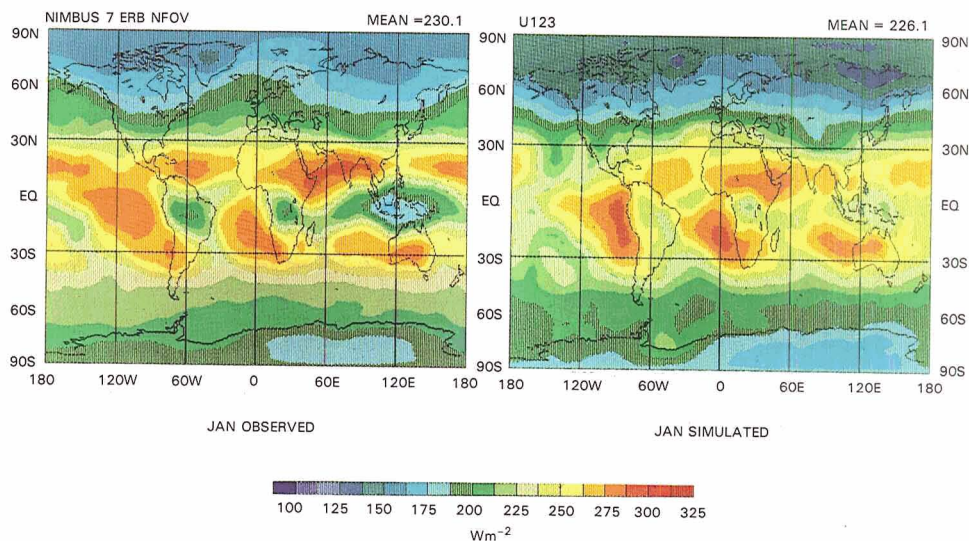 NIMBUS 7 ERB NFOV MEAN =230.1
90N
60N
30N
EQ
30S
60S
90S
180 120W 60W 0 60E 120E 180
JAN OBSERVED
U123 MEAN = 226.1
90N 90N
60N 60N
30N 30N
EQ EQ
30S 30S
60S 60S
90S 90S
180 120W 60W 0 60E 120E 180
JAN SIMULATED
100 125 150 175 200 225 250 275 300 325
Wm⁻²